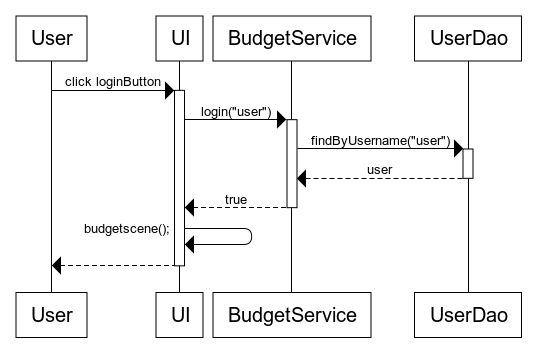 User UI BudgetService UserDao
click loginButton
login("user")
findByUsername("user")
user
true
budgetscene();
User UI BudgetService UserDao